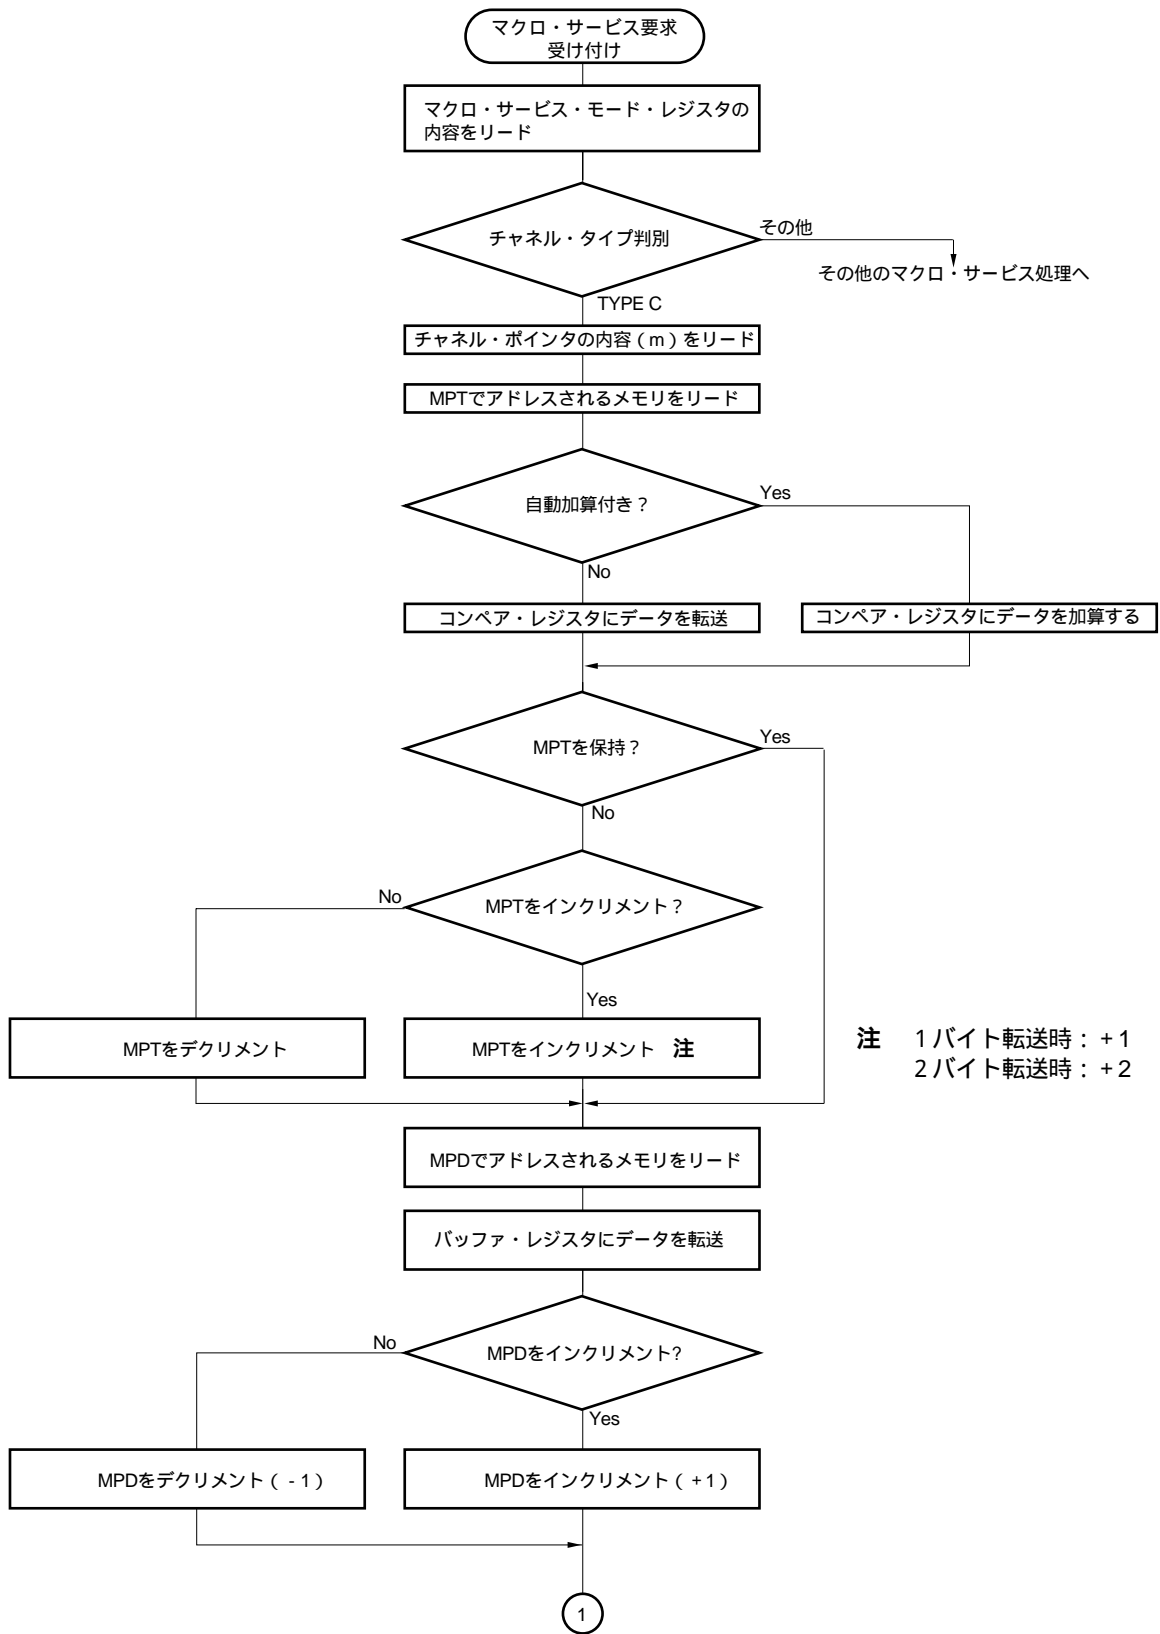 マクロ・サービス要求
受け付け
マクロ・サービス・モード・レジスタの
内容をリード
チャネル・タイプ判別
その他
その他のマクロ・サービス処理へ
TYPE C
チャネル・ポインタの内容（m）をリード
MPTでアドレスされるメモリをリード
自動加算付き？
Yes
No
コンペア・レジスタにデータを転送
コンペア・レジスタにデータを加算する
MPTを保持？
Yes
No
MPTをインクリメント？
No
Yes
MPTをデクリメント
MPTをインクリメント 注
注 1バイト転送時：+1
2バイト転送時：+2
MPDでアドレスされるメモリをリード
バッファ・レジスタにデータを転送
MPDをインクリメント?
No
Yes
MPDをデクリメント（-1）
MPDをインクリメント（+1）
1